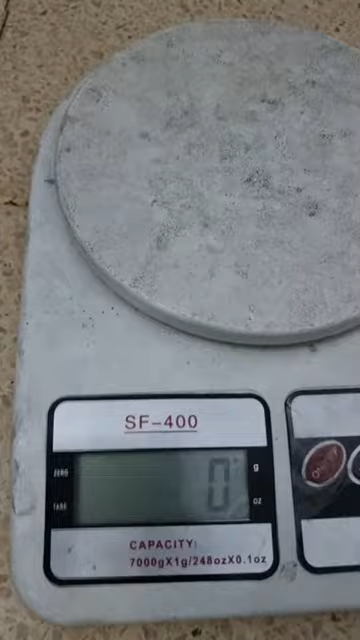 SF-400
ZERO
TARE
0
g
oz
CAPACITY:
7000gX1g/248ozX0.1oz